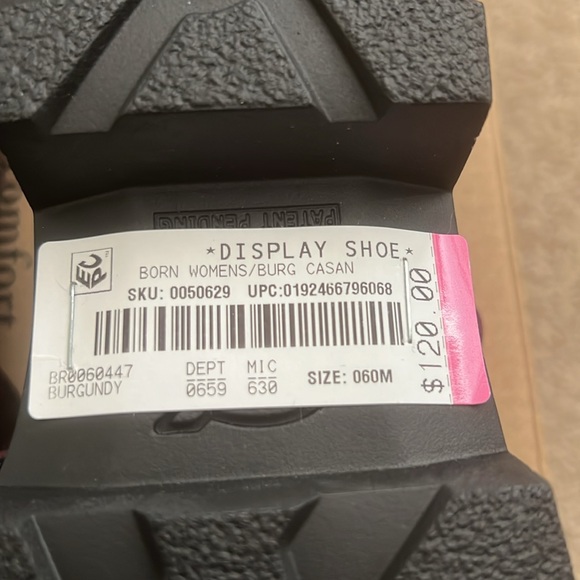 PATENT PENDING
*DISPLAY SHOE*
BORN WOMENS/BURG CASAN
SKU: 0050629 UPC:0192466796068
BR0060447
BURGUNDY
DEPT
0659
MIC
630
SIZE: 060M
$120.00
comfort